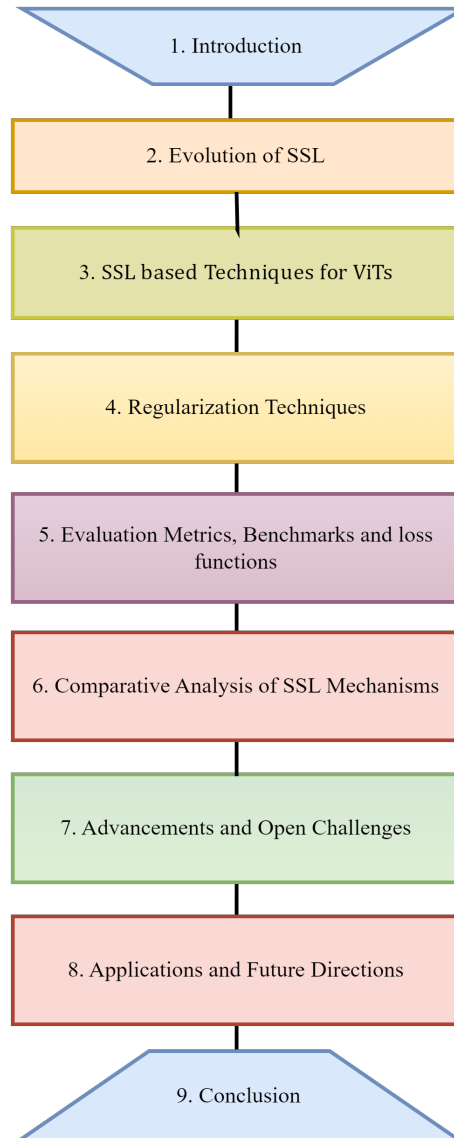 1. Introduction
2. Evolution of SSL
3. SSL based Techniques for ViTs
4. Regularization Techniques
5. Evaluation Metrics, Benchmarks and loss
functions
6. Comparative Analysis of SSL Mechanisms
7. Advancements and Open Challenges
8. Applications and Future Directions
9. Conclusion